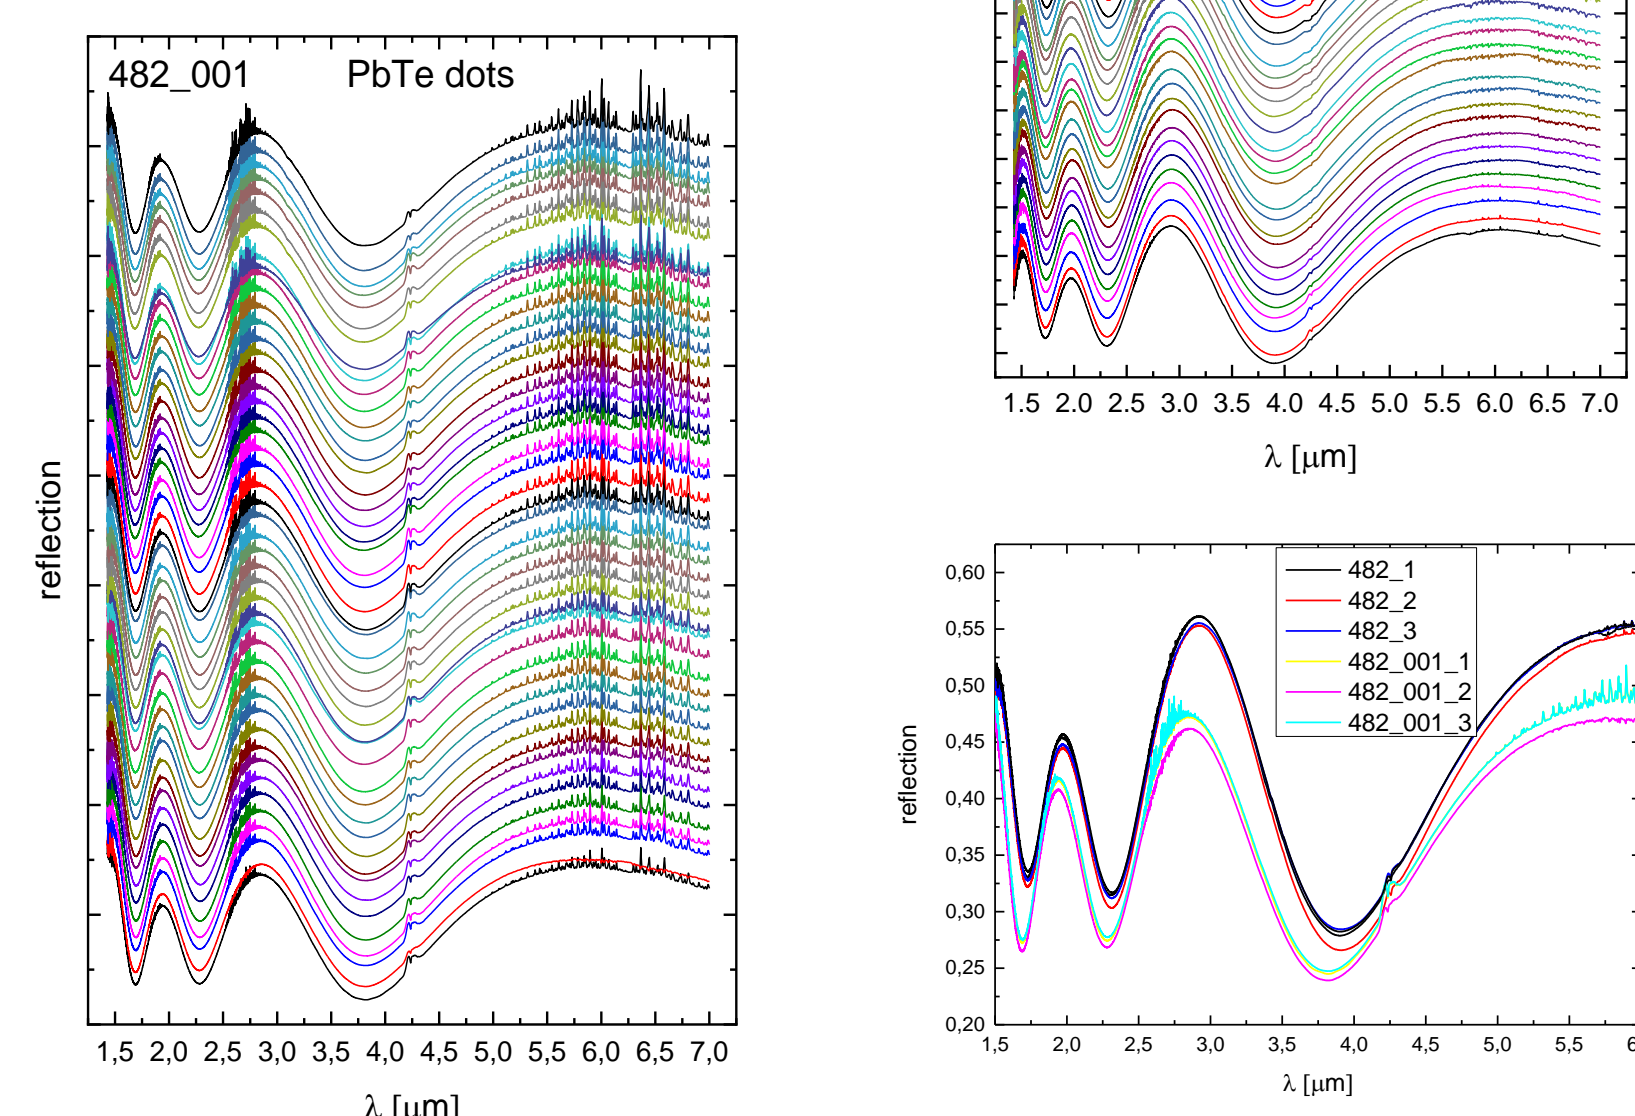 482_001 PbTe dots
reflection
1,5 2,0 2,5 3,0 3,5 4,0 4,5 5,0 5,5 6,0 6,5 7,0
λ [μm]
1.5 2.0 2.5 3.0 3.5 4.0 4.5 5.0 5.5 6.0 6.5 7.0
λ [μm]
0,60
0,55
0,50
0,45
0,40
0,35
0,30
0,25
0,20
reflection
482_1
482_2
482_3
482_001_1
482_001_2
482_001_3
1,5 2,0 2,5 3,0 3,5 4,0 4,5 5,0 5,5
λ [μm]